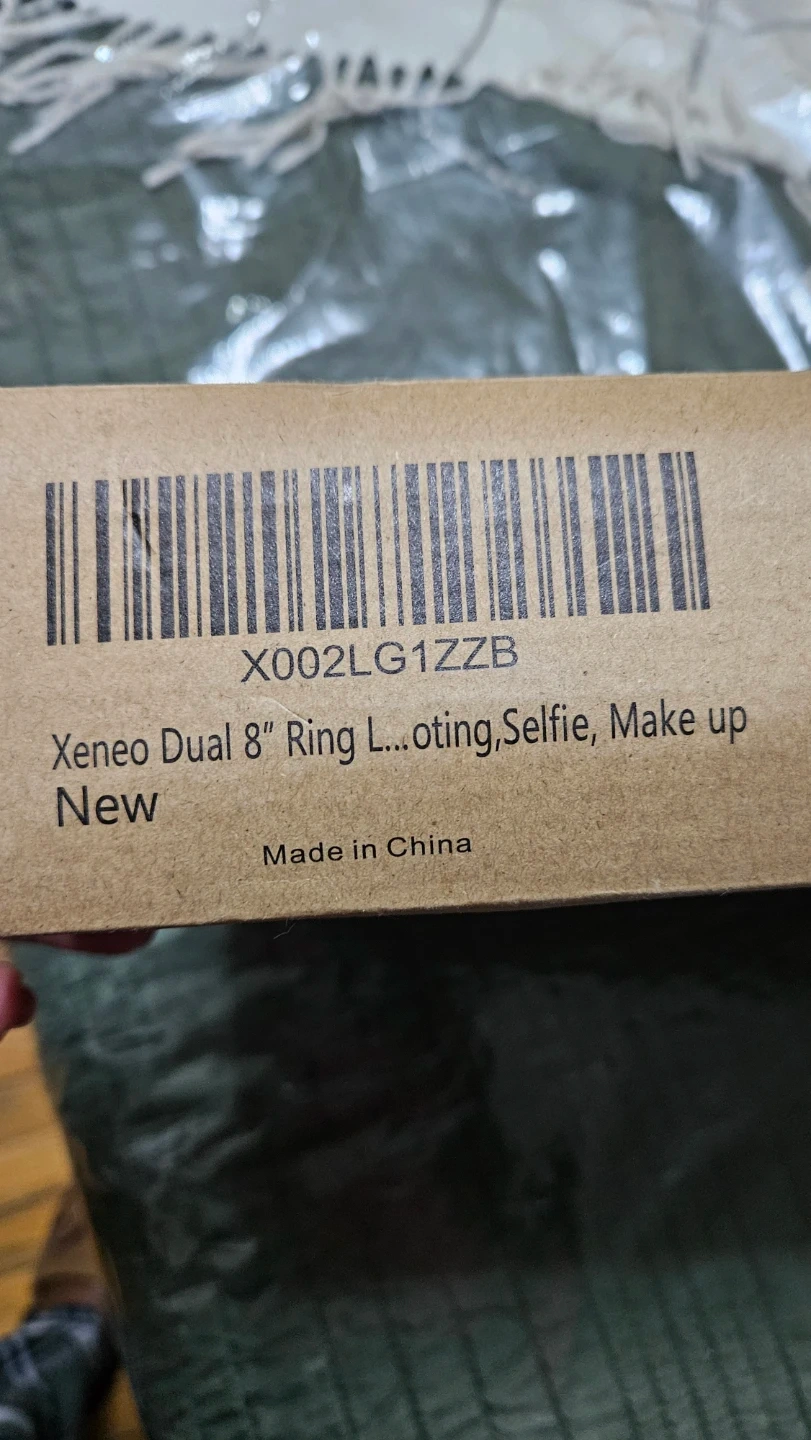 X002LG1ZZB
Xeneo Dual 8” Ring L...oting,Selfie, Make up
New
Made in China